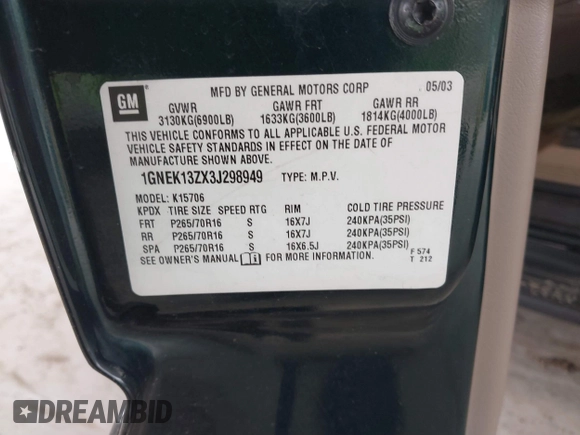 GM
MFD BY GENERAL MOTORS CORP 05/03
GVWR GAWR FRT GAWR RR
3130KG(6900LB) 1633KG(3600LB) 1814KG(4000LB)
THIS VEHICLE CONFORMS TO ALL APPLICABLE U.S. FEDERAL MOTOR
VEHICLE SAFETY STANDARDS IN EFFECT ON THE DATE OF
MANUFACTURE SHOWN ABOVE.
1GNEK13ZX3J298949 TYPE: M.P.V.
MODEL: K15706
KPDX TIRE SIZE SPEED RTG RIM COLD TIRE PRESSURE
FRT P265/70R16 S 16X7J 240KPA(35PSI)
RR P265/70R16 S 16X7J 240KPA(35PSI)
SPA P265/70R16 S 16X6.5J 240KPA(35PSI)
SEE OWNER'S MANUAL FOR MORE INFORMATION.
F 574
T 212
DREAMBID